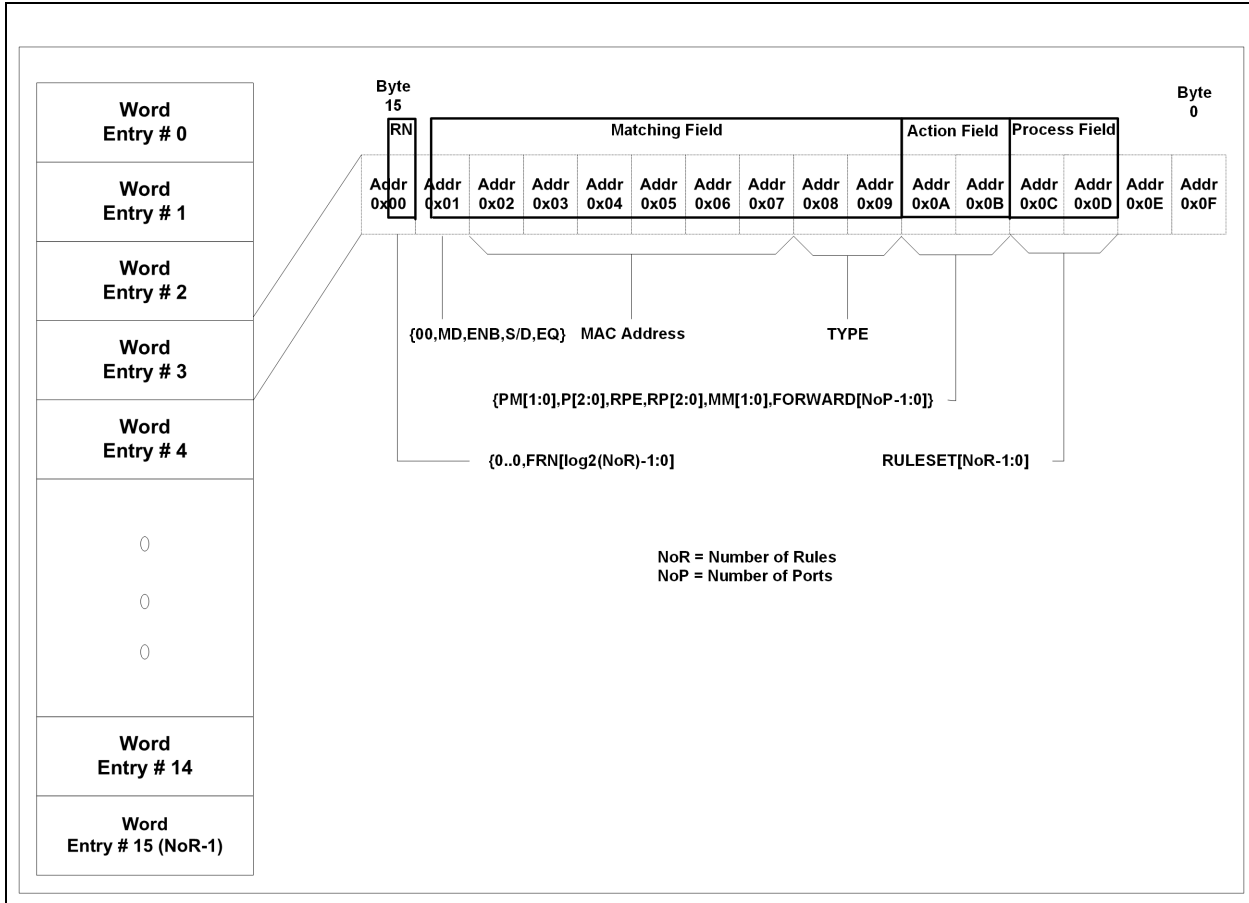 Word
Entry # 0
Word
Entry # 1
Word
Entry # 2
Word
Entry # 3
Word
Entry # 4
Word
Entry # 14
Word
Entry # 15 (NoR-1)
Byte
15
Byte
0
RN
Matching Field
Action Field
Process Field
Addr 0x00
Addr 0x01
Addr 0x02
Addr 0x03
Addr 0x04
Addr 0x05
Addr 0x06
Addr 0x07
Addr 0x08
Addr 0x09
Addr 0x0A
Addr 0x0B
Addr 0x0C
Addr 0x0D
Addr 0x0E
Addr 0x0F
{00,MD,ENB,S/D,EQ}
MAC Address
TYPE
{PM[1:0],P[2:0],RPE,RP[2:0],MM[1:0],FORWARD[NoP-1:0]}
{0..0,FRN[log2(NoR)-1:0]
RULESET[NoR-1:0]
NoR = Number of Rules
NoP = Number of Ports